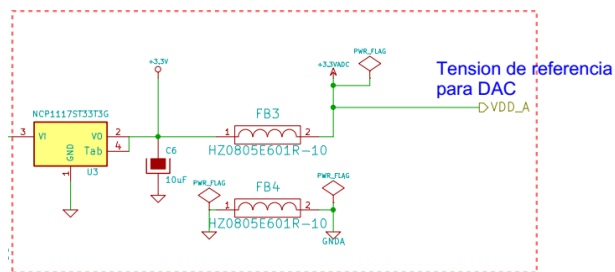 +3.3V
+3.3VADC
PWR_FLAG
Tension de referencia
para DAC
NCP1117ST33T3G
FB3
VDD_A
3 VI VO 2
Tab 4
GND
1
U3
C6
10uF
1 2
HZ0805E601R-10
PWR_FLAG
FB4
PWR_FLAG
1 2
HZ0805E601R-10
GNDA